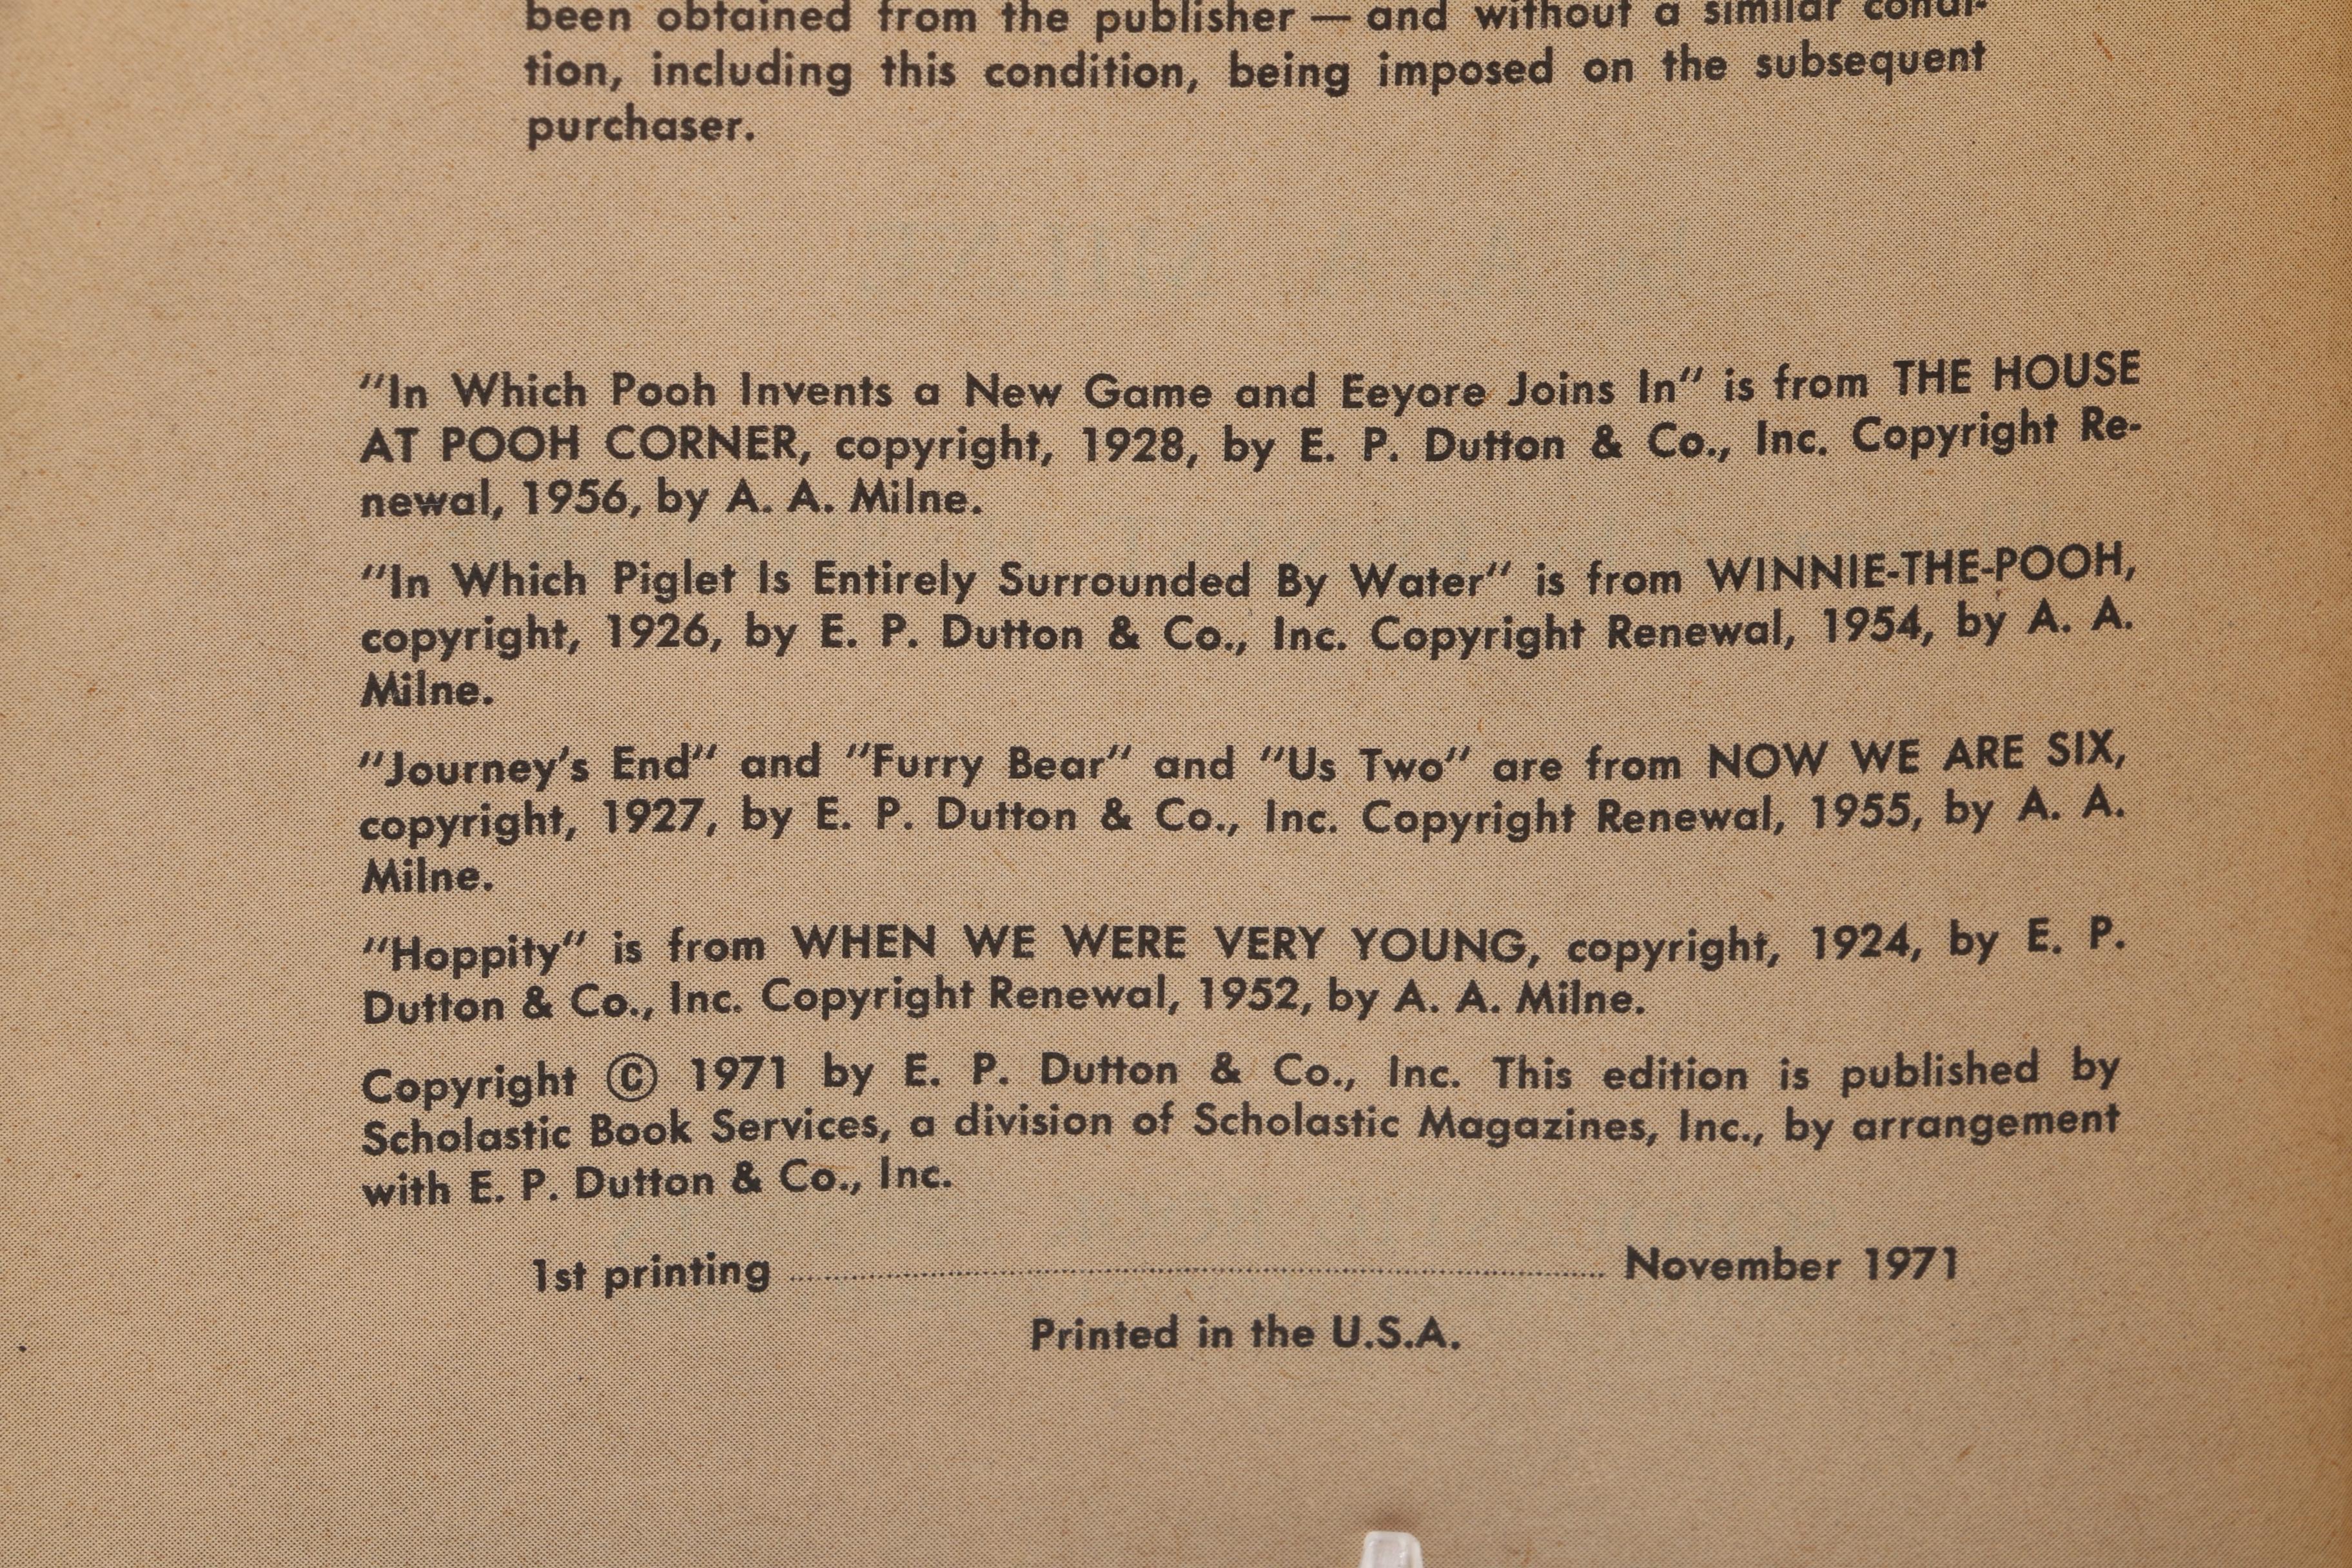 been obtained from the publisher — and without a similar condi-
tion, including this condition, being imposed on the subsequent
purchaser.
"In Which Pooh Invents a New Game and Eeyore Joins In" is from THE HOUSE
AT POOH CORNER, copyright, 1928, by E. P. Dutton & Co., Inc. Copyright Re-
newal, 1956, by A. A. Milne.
"In Which Piglet Is Entirely Surrounded By Water" is from WINNIE-THE-POOH,
copyright, 1926, by E. P. Dutton & Co., Inc. Copyright Renewal, 1954, by A. A.
Milne.
"Journey's End" and "Furry Bear" and "Us Two" are from NOW WE ARE SIX,
copyright, 1927, by E. P. Dutton & Co., Inc. Copyright Renewal, 1955, by A. A.
Milne.
"Hoppity" is from WHEN WE WERE VERY YOUNG, copyright, 1924, by E. P.
Dutton & Co., Inc. Copyright Renewal, 1952, by A. A. Milne.
Copyright © 1971 by E. P. Dutton & Co., Inc. This edition is published by
Scholastic Book Services, a division of Scholastic Magazines, Inc., by arrangement
with E. P. Dutton & Co., Inc.
1st printing ........................ November 1971
Printed in the U.S.A.